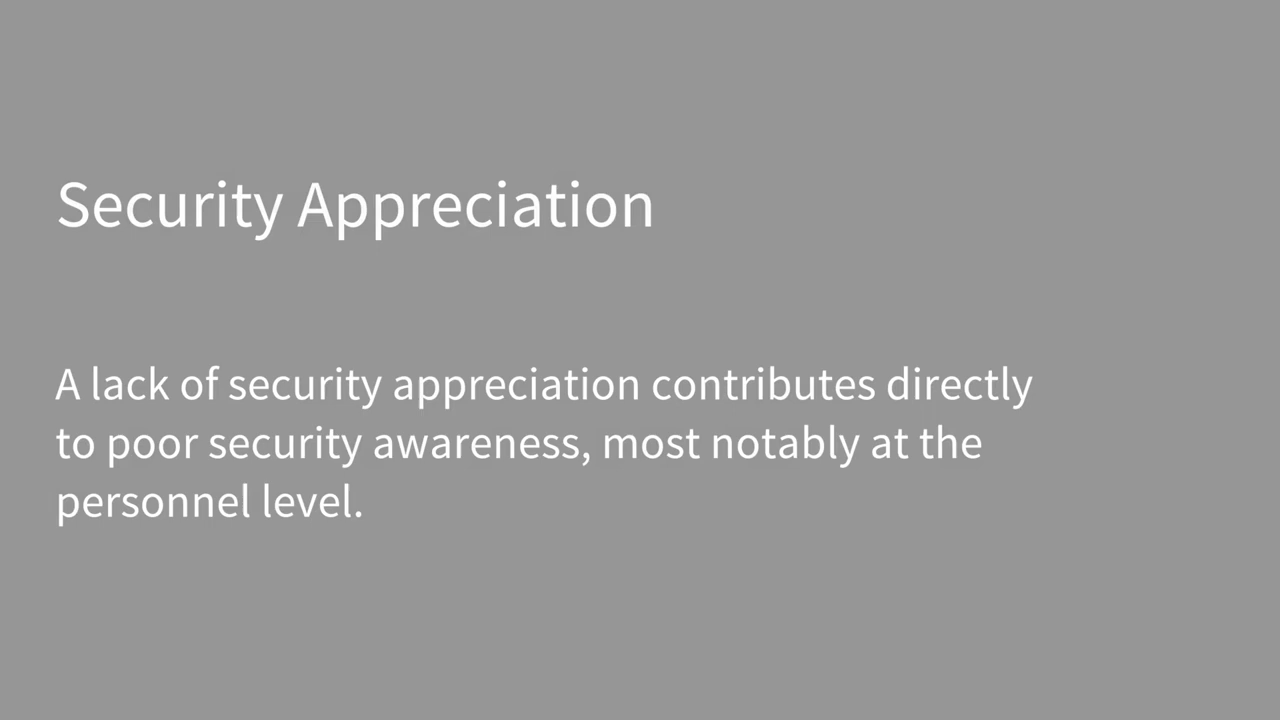 Security Appreciation
A lack of security appreciation contributes directly
to poor security awareness, most notably at the
personnel level.